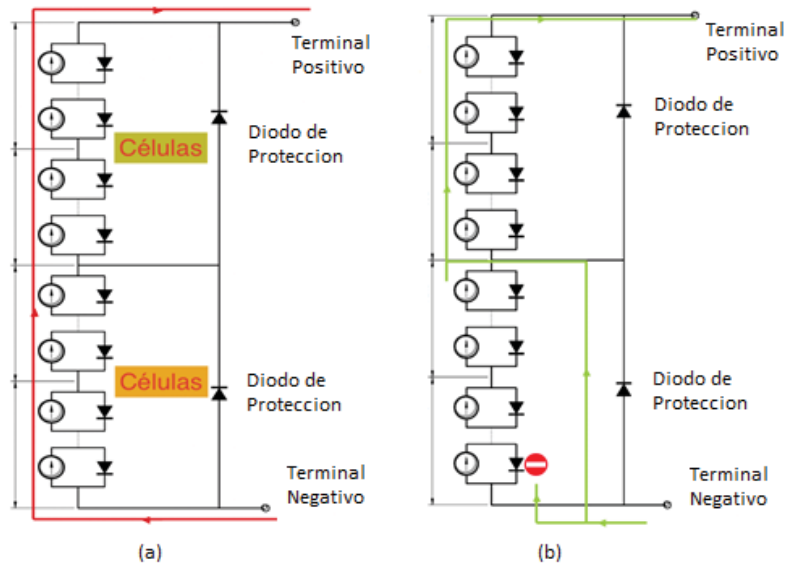 Terminal
Positivo
Células
Diodo de
Proteccion
Células
Diodo de
Proteccion
Terminal
Negativo
(a)
Terminal
Positivo
Diodo de
Proteccion
Diodo de
Proteccion
Terminal
Negativo
(b)